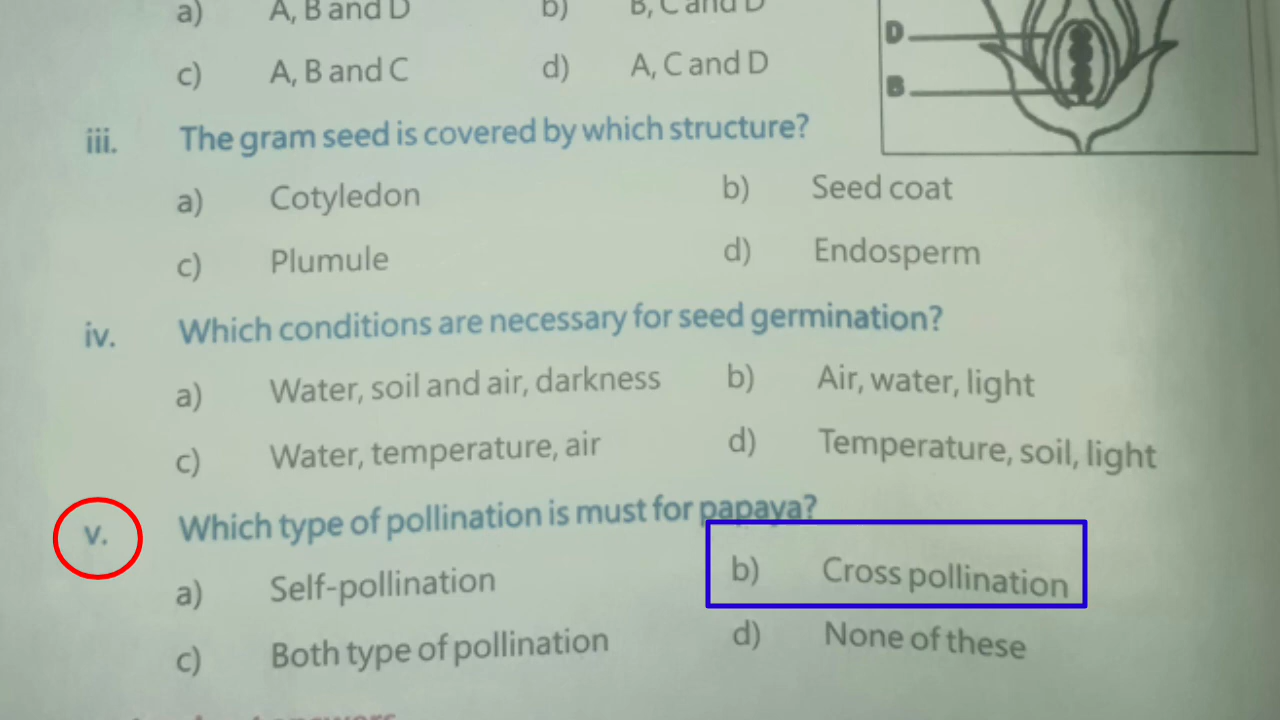 a) A, B and D b) B, C and D
c) A, B and C d) A, C and D
D
B
iii. The gram seed is covered by which structure?
a) Cotyledon b) Seed coat
c) Plumule d) Endosperm
iv. Which conditions are necessary for seed germination?
a) Water, soil and air, darkness b) Air, water, light
c) Water, temperature, air d) Temperature, soil, light
v. Which type of pollination is must for papaya?
a) Self-pollination b) Cross pollination
c) Both type of pollination d) None of these